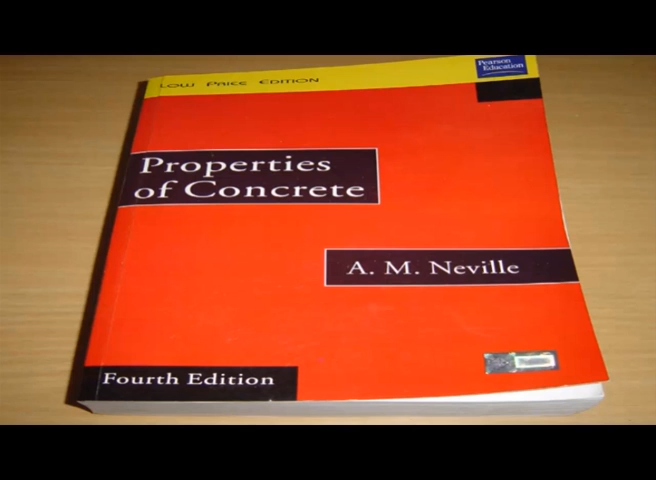 LOW PRICE EDITION
Pearson
Education
Properties
of Concrete
A. M. Neville
Fourth Edition